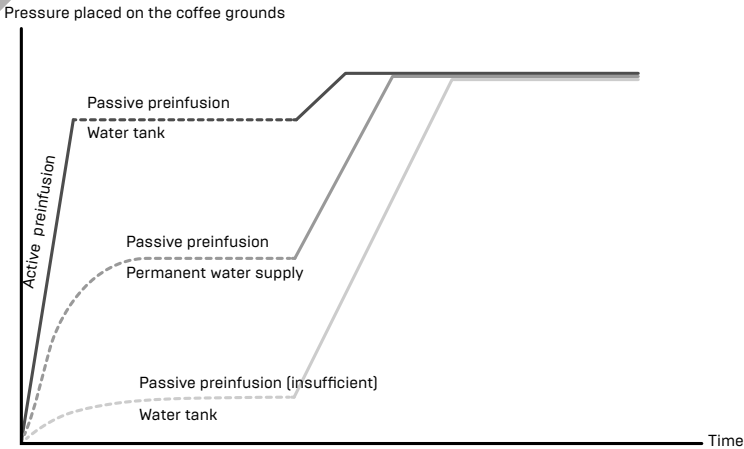 Pressure placed on the coffee grounds
Passive preinfusion
Water tank
Active preinfusion
Passive preinfusion
Permanent water supply
Passive preinfusion (insufficient)
Water tank
Time